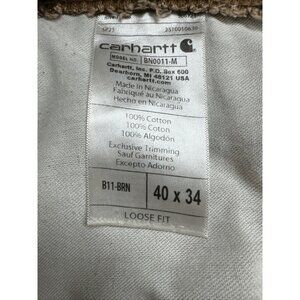 carhartt
MODEL NO. BN0011-M
Carhartt, Inc. P.O. Box 600
Dearborn, MI 48121 USA
carhartt.com
Made in Nicaragua
Fabriqué au Nicaragua
Hecho en Nicaragua
100% Cotton
100% Coton
100% Algodón
Exclusive Trimming
Sauf Garnitures
Excepto Adorno
B11-BRN
40 x 34
LOOSE FIT